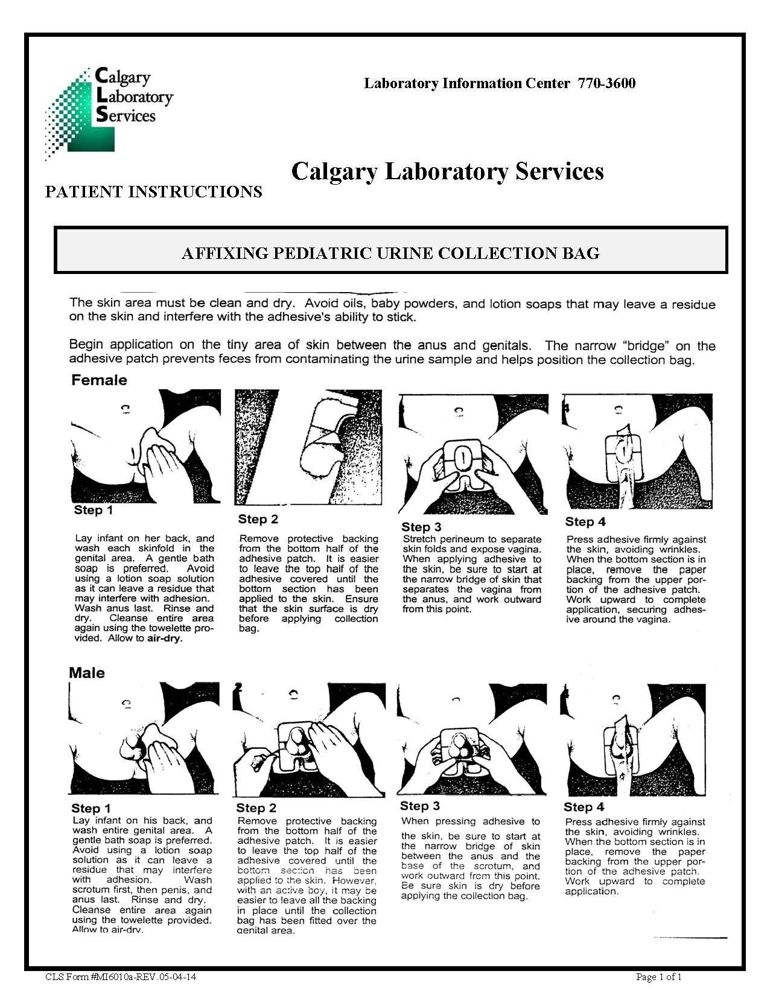 Calgary
Laboratory
Services
Laboratory Information Center  770-3600
Calgary Laboratory Services
PATIENT INSTRUCTIONS
AFFIXING PEDIATRIC URINE COLLECTION BAG
The skin area must be clean and dry.  Avoid oils, baby powders, and lotion soaps that may leave a residue
on the skin and interfere with the adhesive's ability to stick.
Begin application on the tiny area of skin between the anus and genitals.  The narrow "bridge" on the
adhesive patch prevents feces from contaminating the urine sample and helps position the collection bag.
Female
Step 1
Lay infant on her back, and
wash each skinfold in the
genital area.  A gentle bath
soap is preferred.  Avoid
using a lotion soap solution
as it can leave a residue that
may interfere with adhesion.
Wash anus last.  Rinse and
dry.  Cleanse entire area
again using the towelette pro-
vided.  Allow to air-dry.
Step 2
Remove protective backing
from the bottom half of the
adhesive patch.  It is easier
to leave the top half of the
adhesive covered until the
bottom section has been
applied to the skin.  Ensure
that the skin surface is dry
before applying collection
bag.
Step 3
Stretch perineum to separate
skin folds and expose vagina.
When applying adhesive to
the skin, be sure to start at
the narrow bridge of skin that
separates the vagina from
the anus, and work outward
from this point.
Step 4
Press adhesive firmly against
the skin, avoiding wrinkles.
When the bottom section is in
place, remove the paper
backing from the upper por-
tion of the adhesive patch.
Work upward to complete
application, securing adhes-
ive around the vagina.
Male
2
Step 1
Lay infant on his back, and
wash entire genital area.  A
gentle bath soap is preferred.
Avoid using a lotion soap
solution as it can leave a
residue that may interfere
with adhesion.  Wash
scrotum first, then penis, and
anus last.  Rinse and dry.
Cleanse entire area again
using the towelette provided.
Allow to air-dry.
Step 2
Remove protective backing
from the bottom half of the
adhesive patch.  It is easier
to leave the top half of the
adhesive covered until the
bottom section has been
applied to the skin.  However,
with an active boy, it may be
easier to leave all the backing
in place until the collection
bag has been fitted over the
genital area.
Step 3
When pressing adhesive to
the skin, be sure to start at
the narrow bridge of skin
between the anus and the
base of the scrotum, and
work outward from this point.
Be sure skin is dry before
applying the collection bag.
Step 4
Press adhesive firmly against
the skin, avoiding wrinkles.
When the bottom section is in
place, remove the paper
backing from the upper por-
tion of the adhesive patch.
Work upward to complete
application.
CLS Form #MI6010a-REV.05-04-14
Page 1 of 1